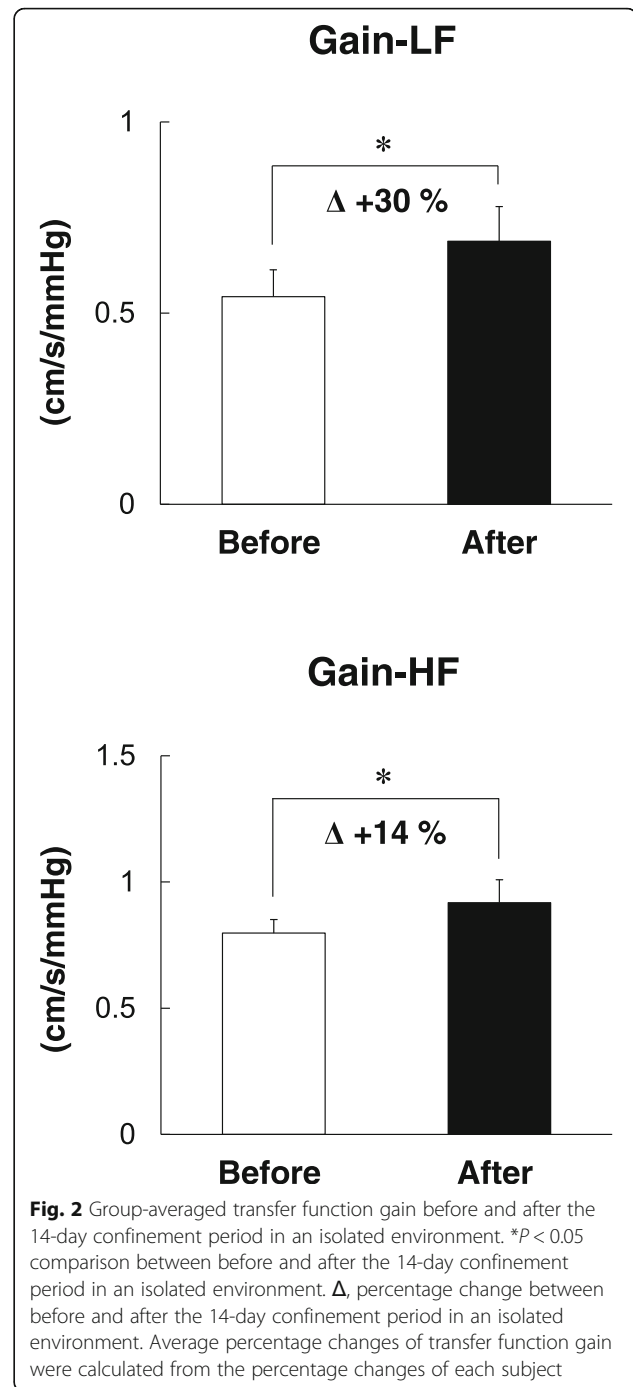 Gain-LF
1
*
Δ +30 %
0.5
(cm/s/mmHg)
0
Before After
Gain-HF
1.5
*
Δ +14 %
1
(cm/s/mmHg)
0.5
0
Before After
Fig. 2 Group-averaged transfer function gain before and after the
14-day confinement period in an isolated environment. *P < 0.05
comparison between before and after the 14-day confinement
period in an isolated environment. Δ, percentage change between
before and after the 14-day confinement period in an isolated
environment. Average percentage changes of transfer function gain
were calculated from the percentage changes of each subject